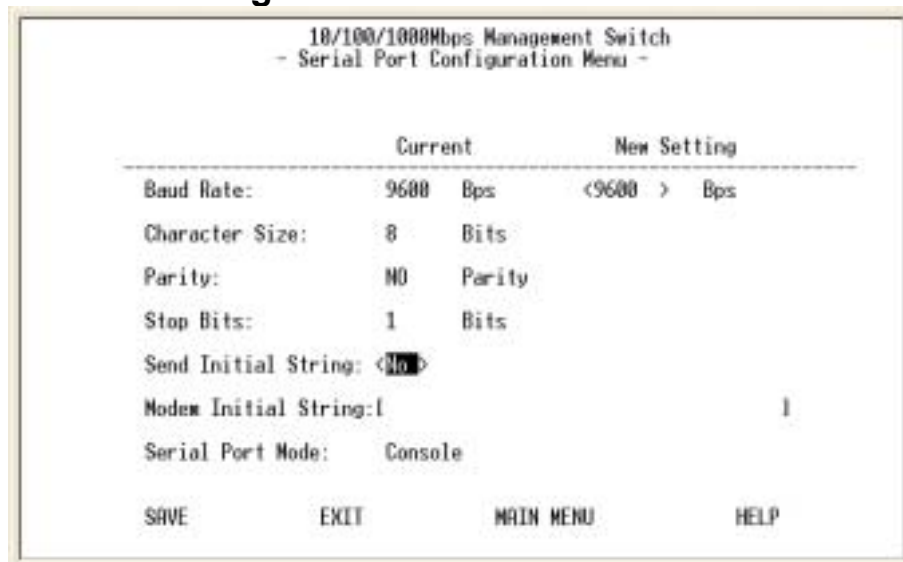 10/100/1000Mbps Management Switch
- Serial Port Configuration Menu -
Current New Setting
Baud Rate: 9600 Bps <9600 > Bps
Character Size: 8 Bits
Parity: NO Parity
Stop Bits: 1 Bits
Send Initial String: <No >
Modem Initial String:[ ]
Serial Port Mode: Console
SAVE EXIT MAIN MENU HELP